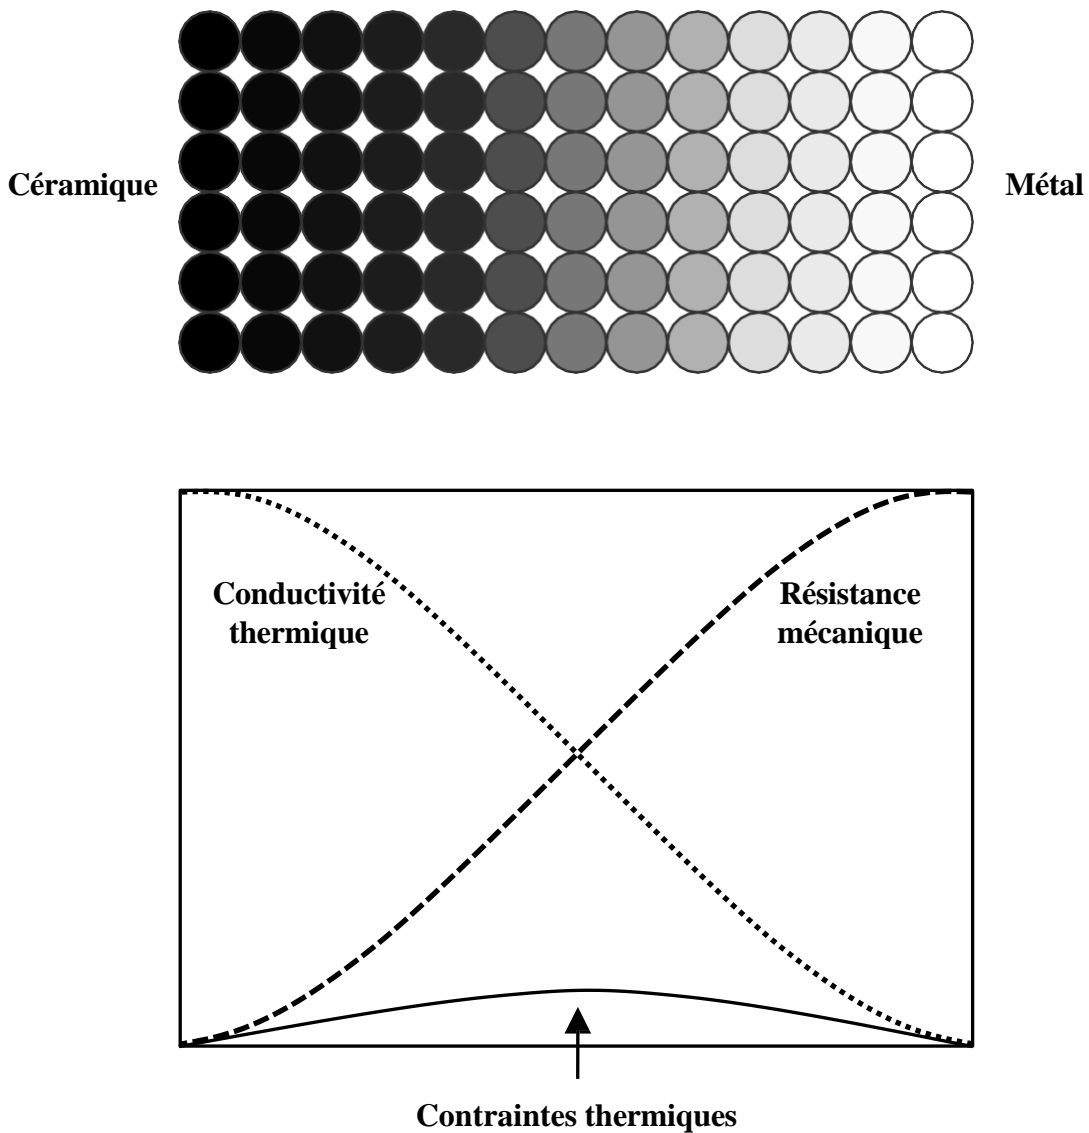 Céramique
Métal
Conductivité
thermique
Résistance
mécanique
Contraintes thermiques